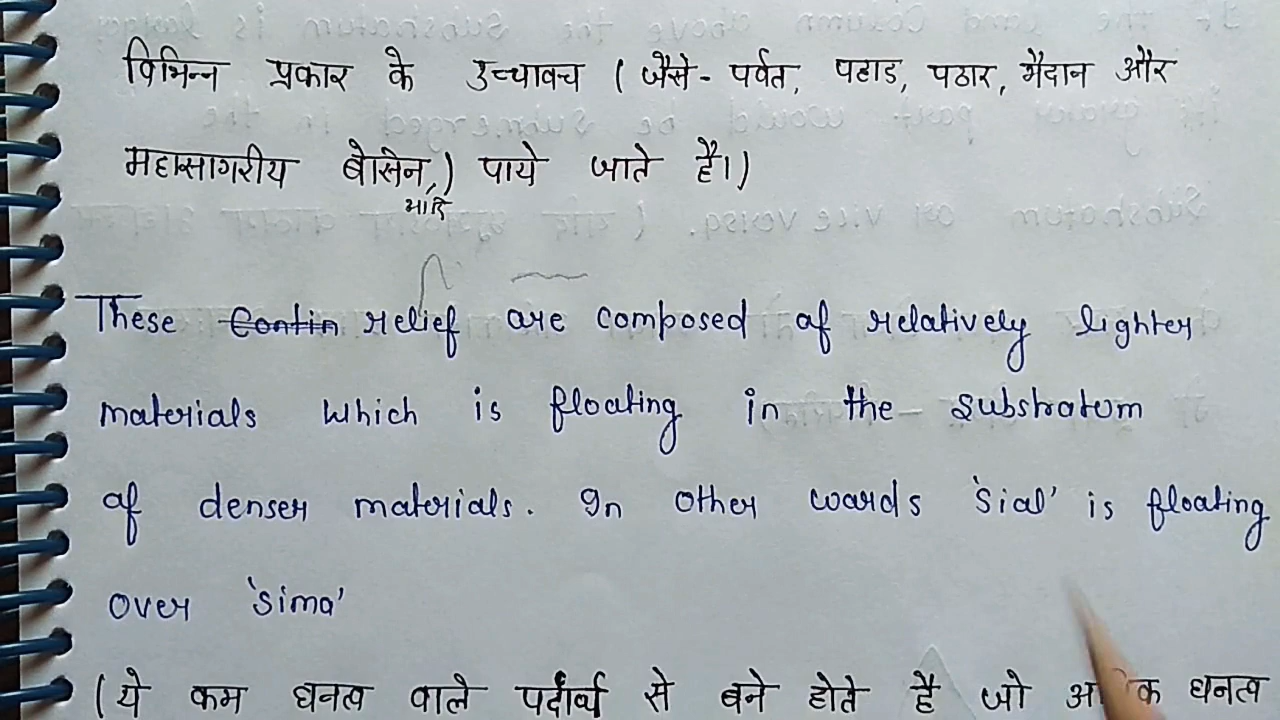 विभिन्न प्रकार के उच्चावच (जैसे- पर्वत, पहाड, पठार, मैदान और
महासागरीय बेसिन, आदि) पाये जाते है।)
These Contin relief are composed of relatively lighter
materials which is floating in the substratum
of denser materials. In other words 'sial' is floating
over 'sima'
(ये कम घनत्व वाले पदार्थ से बने होते है जो घनत्व